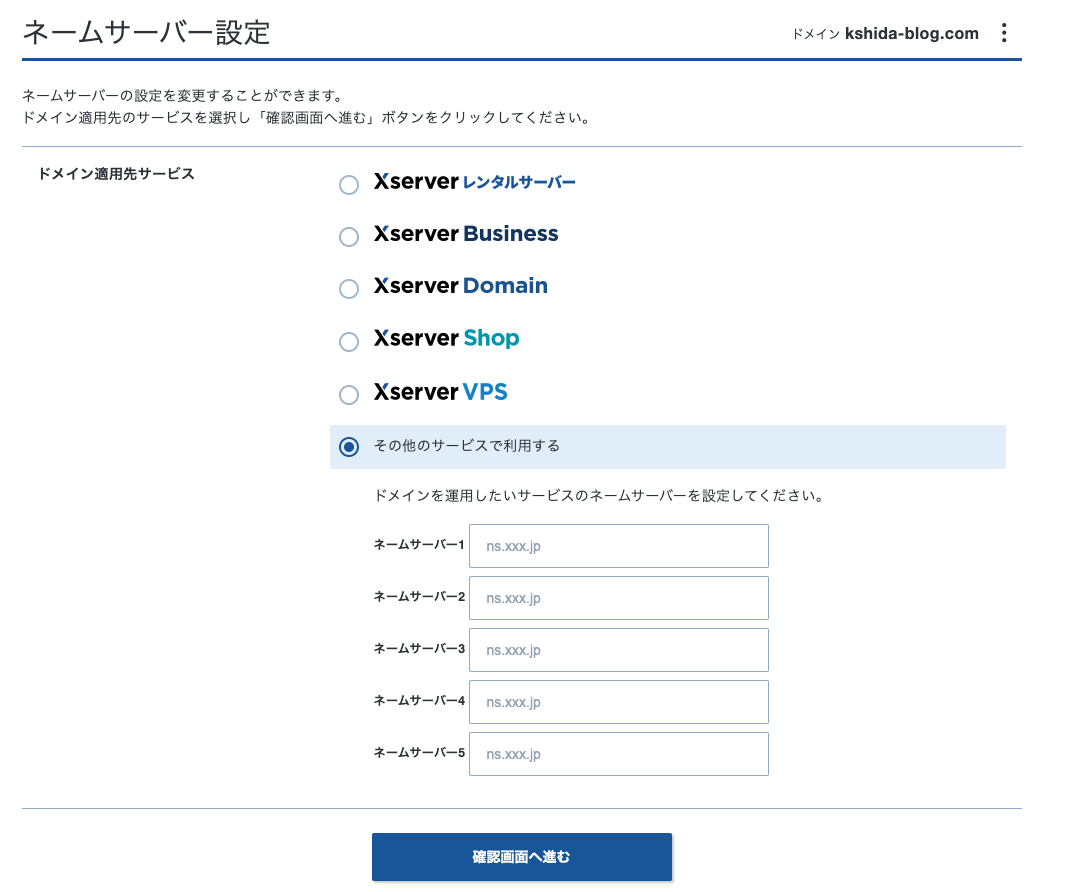 ネームサーバー設定
ドメイン kshida-blog.com
ネームサーバーの設定を変更することができます。
ドメイン適用先のサービスを選択し「確認画面へ進む」ボタンをクリックしてください。
ドメイン適用先サービス
Xserver レンタルサーバー
Xserver Business
Xserver Domain
Xserver Shop
Xserver VPS
その他のサービスで利用する
ドメインを運用したいサービスのネームサーバーを設定してください。
ネームサーバー1 ns.xxx.jp
ネームサーバー2 ns.xxx.jp
ネームサーバー3 ns.xxx.jp
ネームサーバー4 ns.xxx.jp
ネームサーバー5 ns.xxx.jp
確認画面へ進む